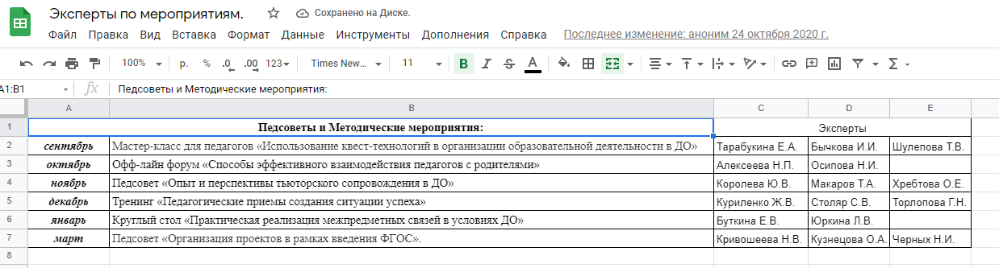 Эксперты по мероприятиям.
Сохранено на Диске.
Файл Правка Вид Вставка Формат Данные Инструменты Дополнения Справка Последнее изменение: аноним 24 октября 2020 г.
100% р. % .0 .00 123 Times New... 11 B I S A
A1:B1 fx Педсоветы и Методические мероприятия:
A B C D E
1 Педсоветы и Методические мероприятия: Эксперты
2 сентябрь Мастер-класс для педагогов «Использование квест-технологий в организации образовательной деятельности в ДО» Тарабукина Е.А. Бычкова И.И. Шулепова Т.В.
3 октябрь Офф-лайн форум «Способы эффективного взаимодействия педагогов с родителями» Алексеева Н.П. Осипова Н.И.
4 ноябрь Педсовет «Опыт и перспективы тьюторского сопровождения в ДО» Королева Ю.В. Макаров Т.А. Хребтова О.Е.
5 декабрь Тренинг «Педагогические приемы создания ситуации успеха» Куриленко Ж.В. Столяр С.В. Торлопова Г.Н.
6 январь Круглый стол «Практическая реализация межпредметных связей в условиях ДО» Буткина Е.В. Юркина Л.В.
7 март Педсовет «Организация проектов в рамках введения ФГОС». Кривошеева Н.В. Кузнецова О.А. Черных Н.И.
8